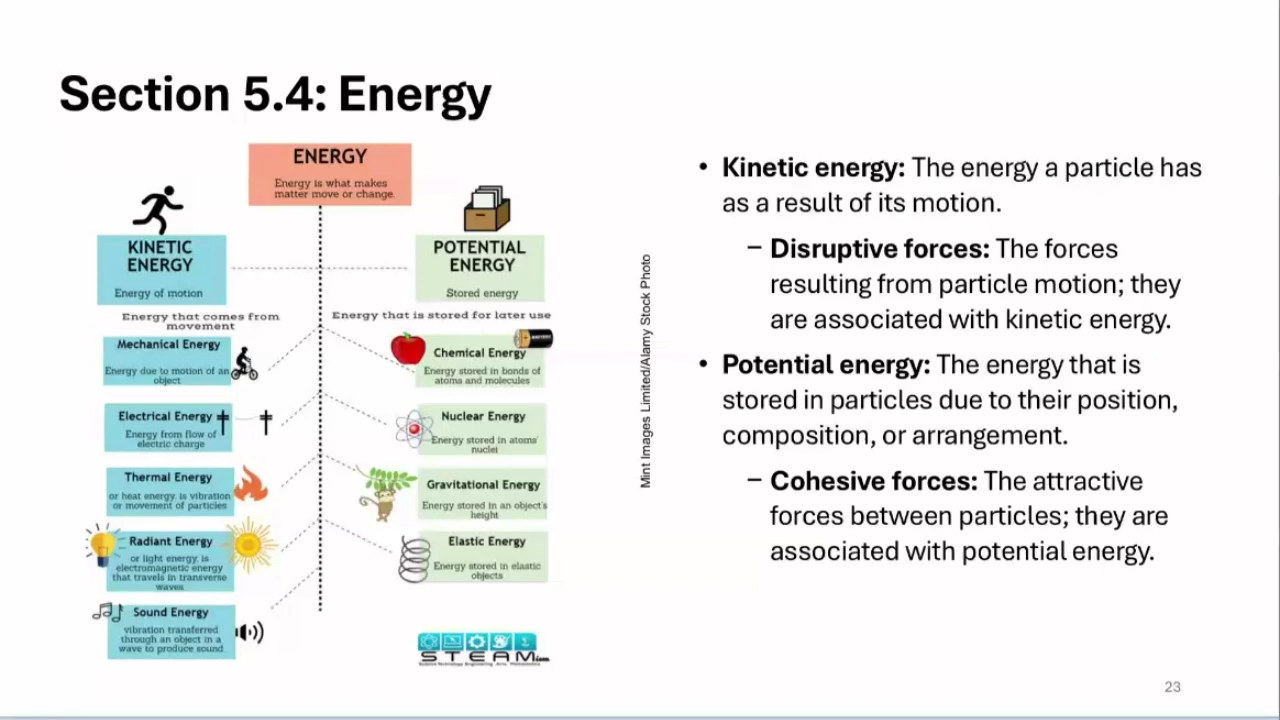 Section 5.4: Energy
ENERGY
Energy is what makes
matter move or change.
KINETIC
ENERGY
Energy of motion
Energy that comes from
movement
Mechanical Energy
Energy due to motion of an
object
Electrical Energy
Energy from flow of
electric charge
Thermal Energy
or heat energy, is vibration
or movement of particles
Radiant Energy
or light energy, is
electromagnetic energy
that travels in transverse
waves
Sound Energy
vibration transferred
through an object in a
wave to produce sound
POTENTIAL
ENERGY
Stored energy
Energy that is stored for later use
BATTERY
Chemical Energy
Energy stored in bonds of
atoms and molecules
Nuclear Energy
Energy stored in atoms'
nuclei
Gravitational Energy
Energy stored in an object's
height
Elastic Energy
Energy stored in elastic
objects
STEAMism
Science Technology Engineering Arts Mathematics
Mint Images Limited/Alamy Stock Photo
• Kinetic energy: The energy a particle has
as a result of its motion.
– Disruptive forces: The forces
resulting from particle motion; they
are associated with kinetic energy.
• Potential energy: The energy that is
stored in particles due to their position,
composition, or arrangement.
– Cohesive forces: The attractive
forces between particles; they are
associated with potential energy.
23